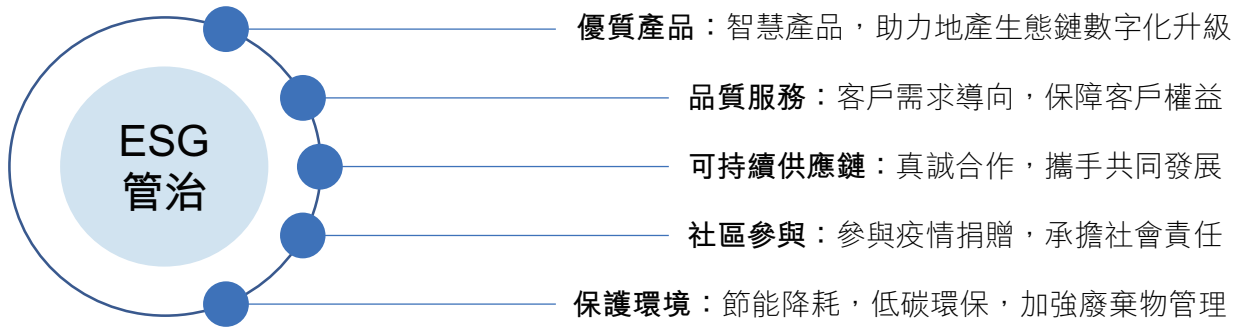 優質產品：智慧產品，助力地產生態鏈數字化升級
品質服務：客戶需求導向，保障客戶權益
ESG
管治
可持續供應鏈：真誠合作，攜手共同發展
社區參與：參與疫情捐贈，承擔社會責任
保護環境：節能降耗，低碳環保，加強廢棄物管理